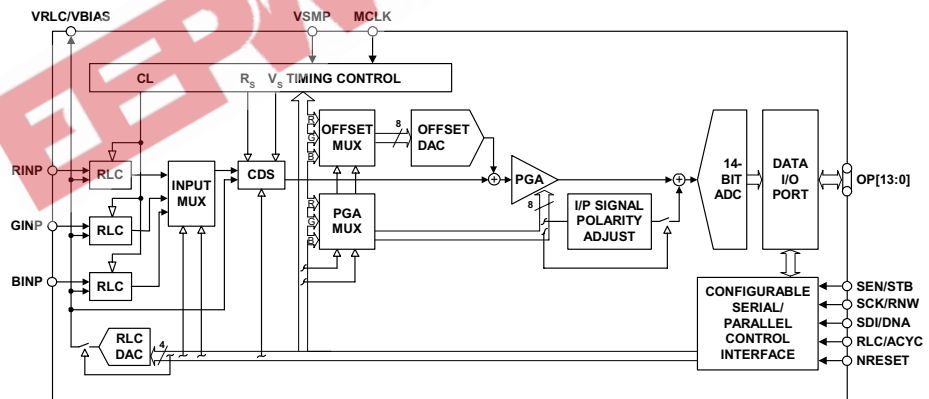 VRLC/VBIAS VSMP MCLK
CL RS VS TIMING CONTROL
R
G
B
OFFSET
MUX
8
OFFSET
DAC
RINP
RLC
INPUT
MUX
CDS
+
PGA
8
+
14-
BIT
ADC
DATA
I/O
PORT
OP[13:0]
GINP
RLC
R
G
B
PGA
MUX
I/P SIGNAL
POLARITY
ADJUST
BINP
RLC
RLC
DAC
4
CONFIGURABLE
SERIAL/
PARALLEL
CONTROL
INTERFACE
SEN/STB
SCK/RNW
SDI/DNA
RLC/ACYC
NRESET